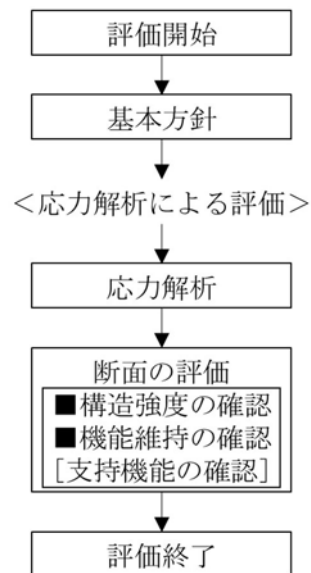 評価開始
基本方針
＜応力解析による評価＞
応力解析
断面の評価
■構造強度の確認
■機能維持の確認
［支持機能の確認］
評価終了